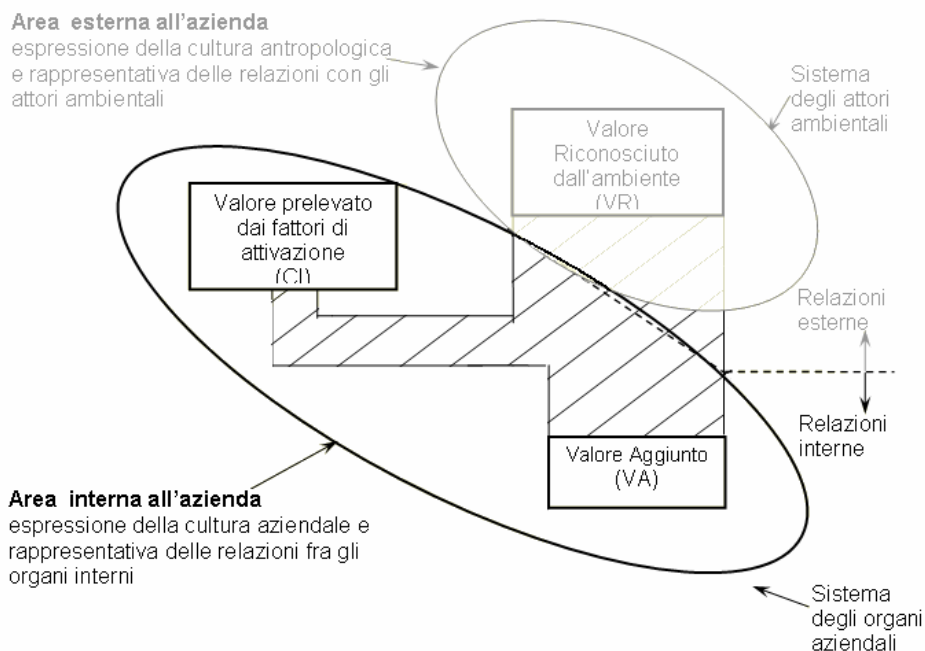 Area esterna all'azienda
espressione della cultura antropologica
e rappresentativa delle relazioni con gli
attori ambientali
Sistema
degli attori
ambientali
Valore
Riconosciuto
dall'ambiente
(VR)
Valore prelevato
dai fattori di
attivazione
(CI)
Relazioni
esterne
Relazioni
interne
Valore Aggiunto
(VA)
Area interna all'azienda
espressione della cultura aziendale e
rappresentativa delle relazioni fra gli
organi interni
Sistema
degli organi
aziendali